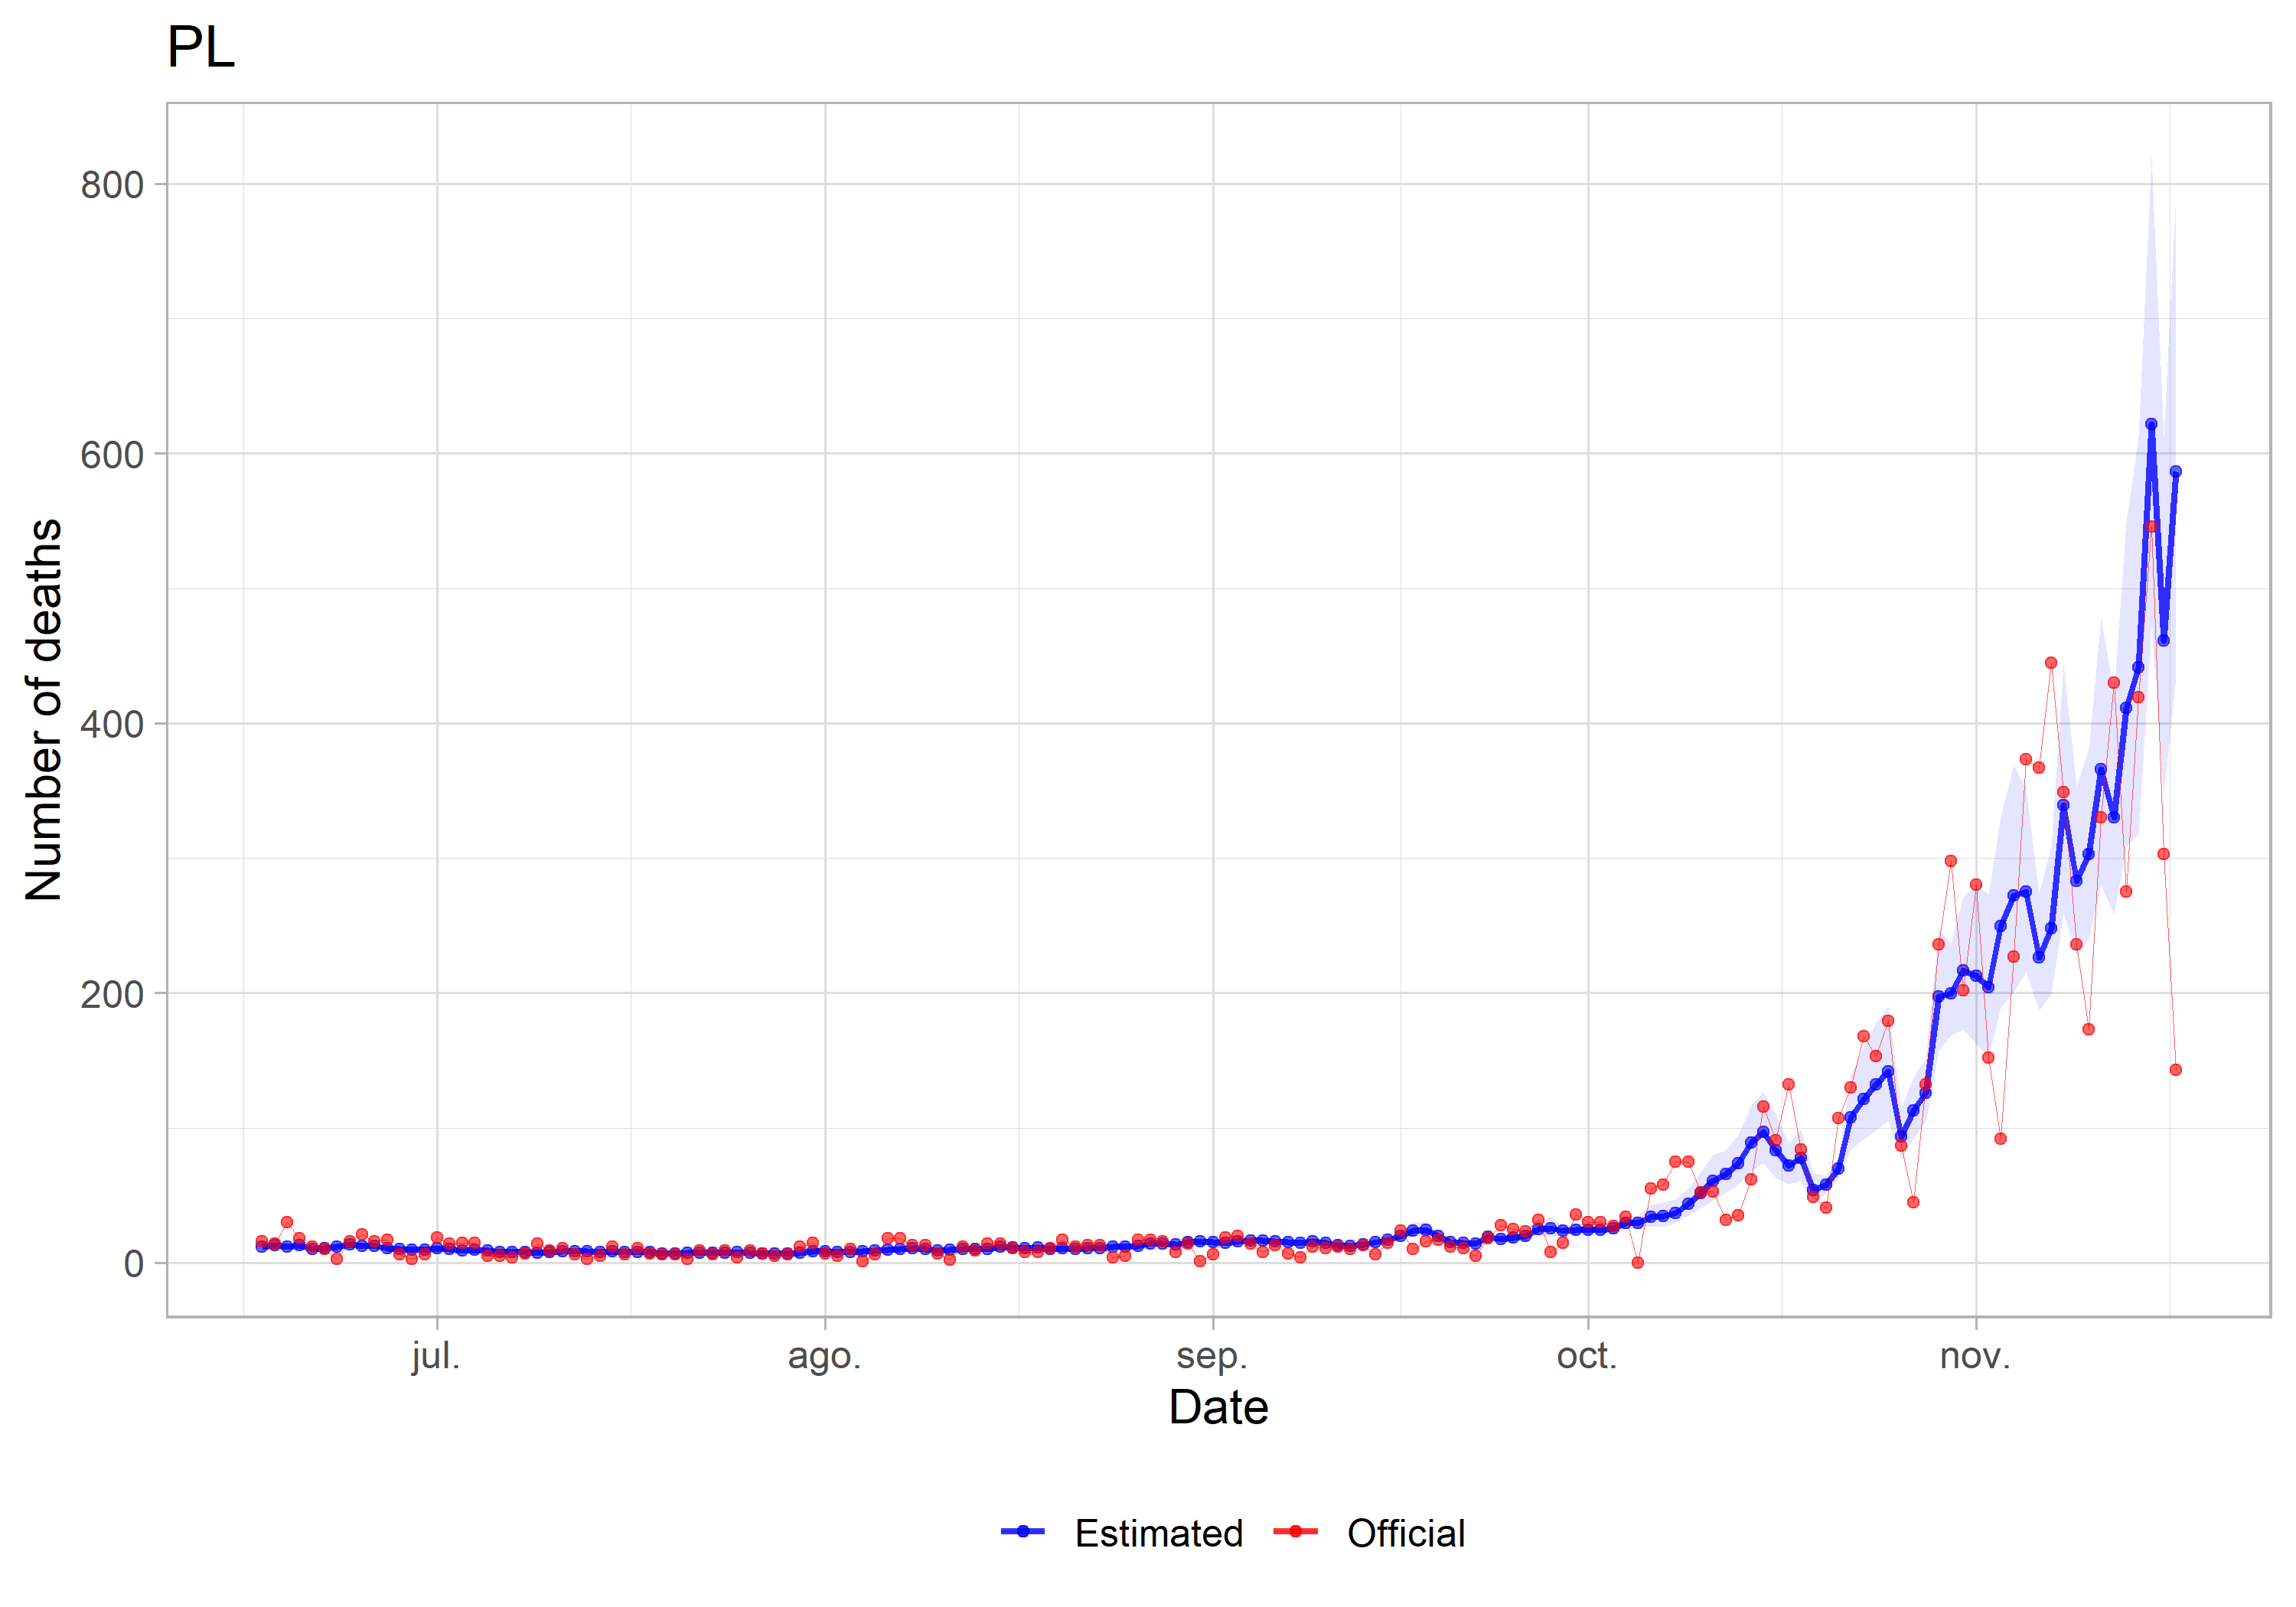 PL
800
600
400
200
0
Number of deaths
jul.
ago.
sep.
oct.
nov.
Date
Estimated
Official